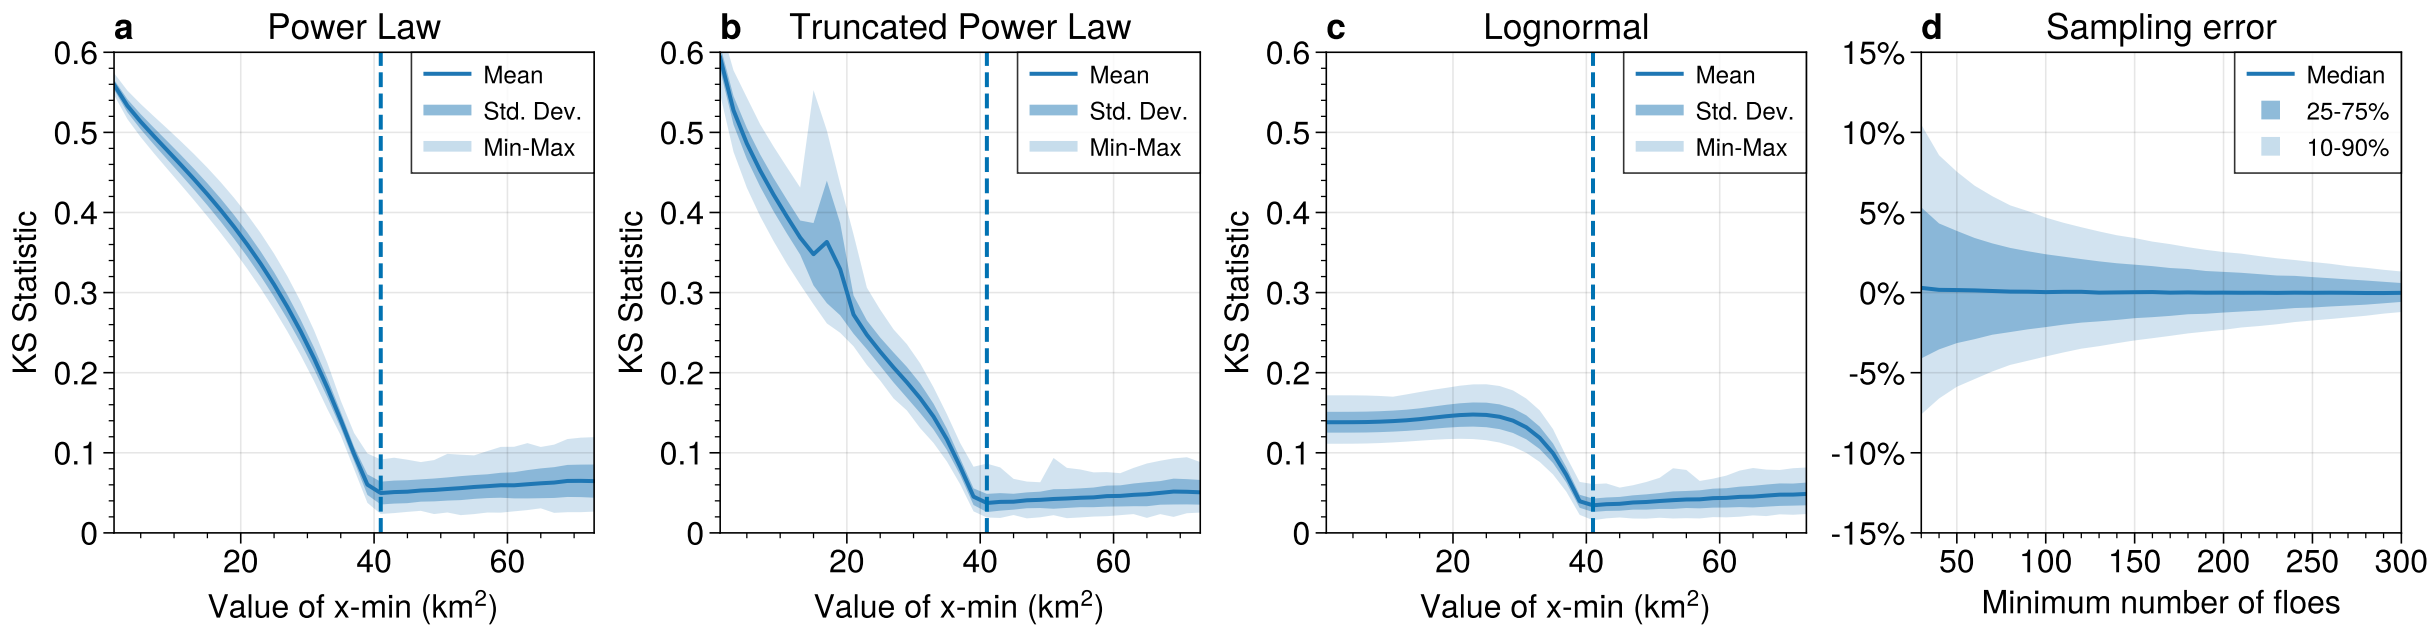 a Power Law
0.6
0.5
0.4
0.3
0.2
0.1
0
KS Statistic
Mean
Std. Dev.
Min-Max
20 40 60
Value of x-min (km²)
b Truncated Power Law
0.6
0.5
0.4
0.3
0.2
0.1
0
KS Statistic
Mean
Std. Dev.
Min-Max
20 40 60
Value of x-min (km²)
c Lognormal
0.6
0.5
0.4
0.3
0.2
0.1
0
KS Statistic
Mean
Std. Dev.
Min-Max
20 40 60
Value of x-min (km²)
d Sampling error
15%
10%
5%
0%
-5%
-10%
-15%
Median
25-75%
10-90%
50 100 150 200 250 300
Minimum number of floes